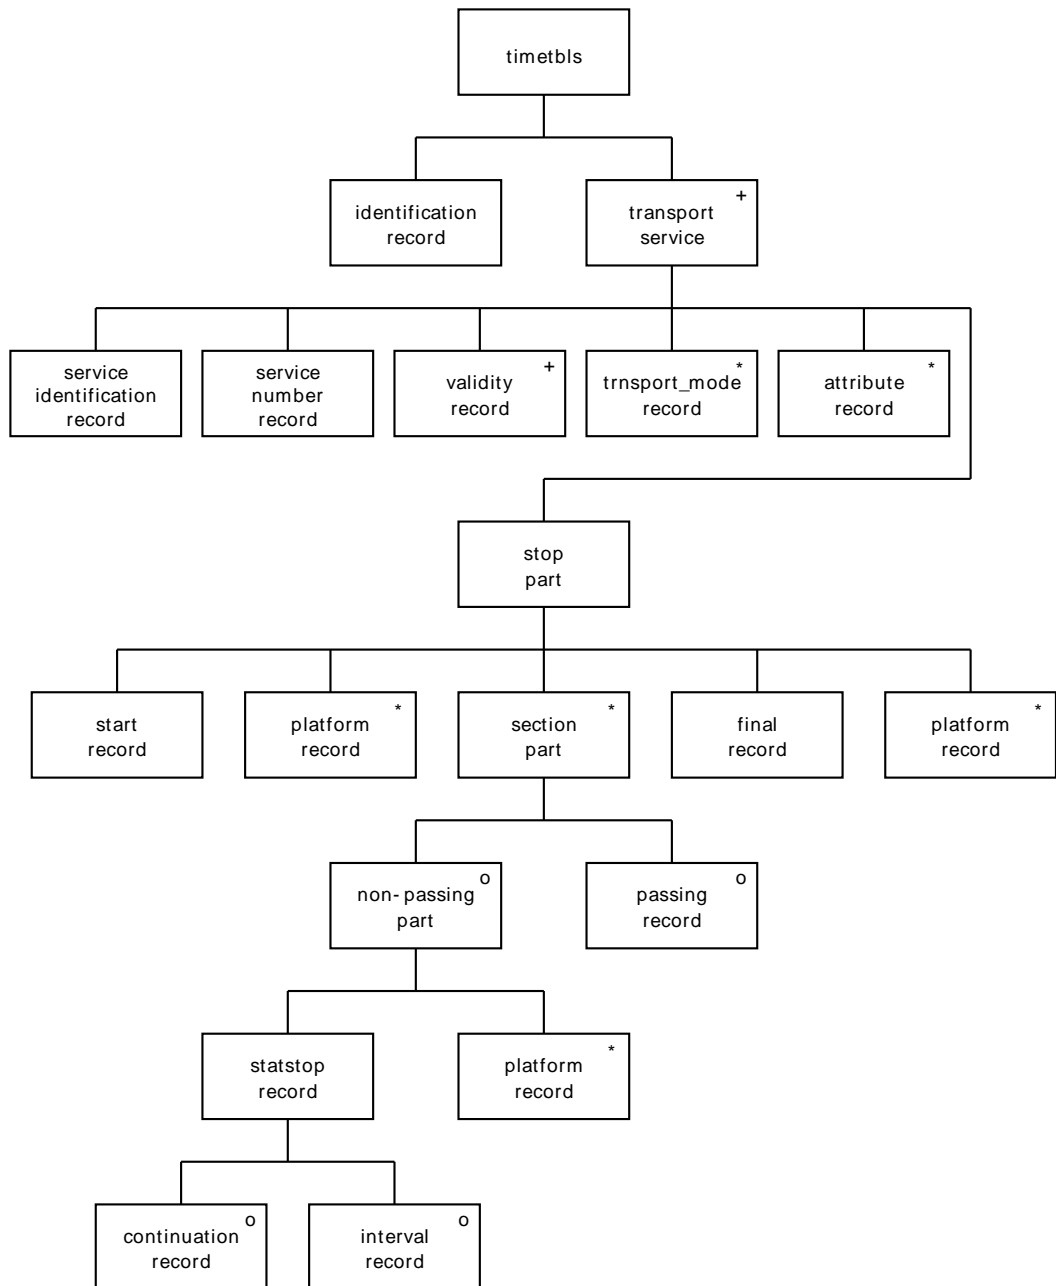 timetbls
identification
record
+
transport
service
service
identification
record
service
number
record
+
validity
record
*
trnsport_mode
record
*
attribute
record
stop
part
start
record
*
platform
record
*
section
part
final
record
*
platform
record
o
non-passing
part
o
passing
record
statstop
record
*
platform
record
o
continuation
record
o
interval
record